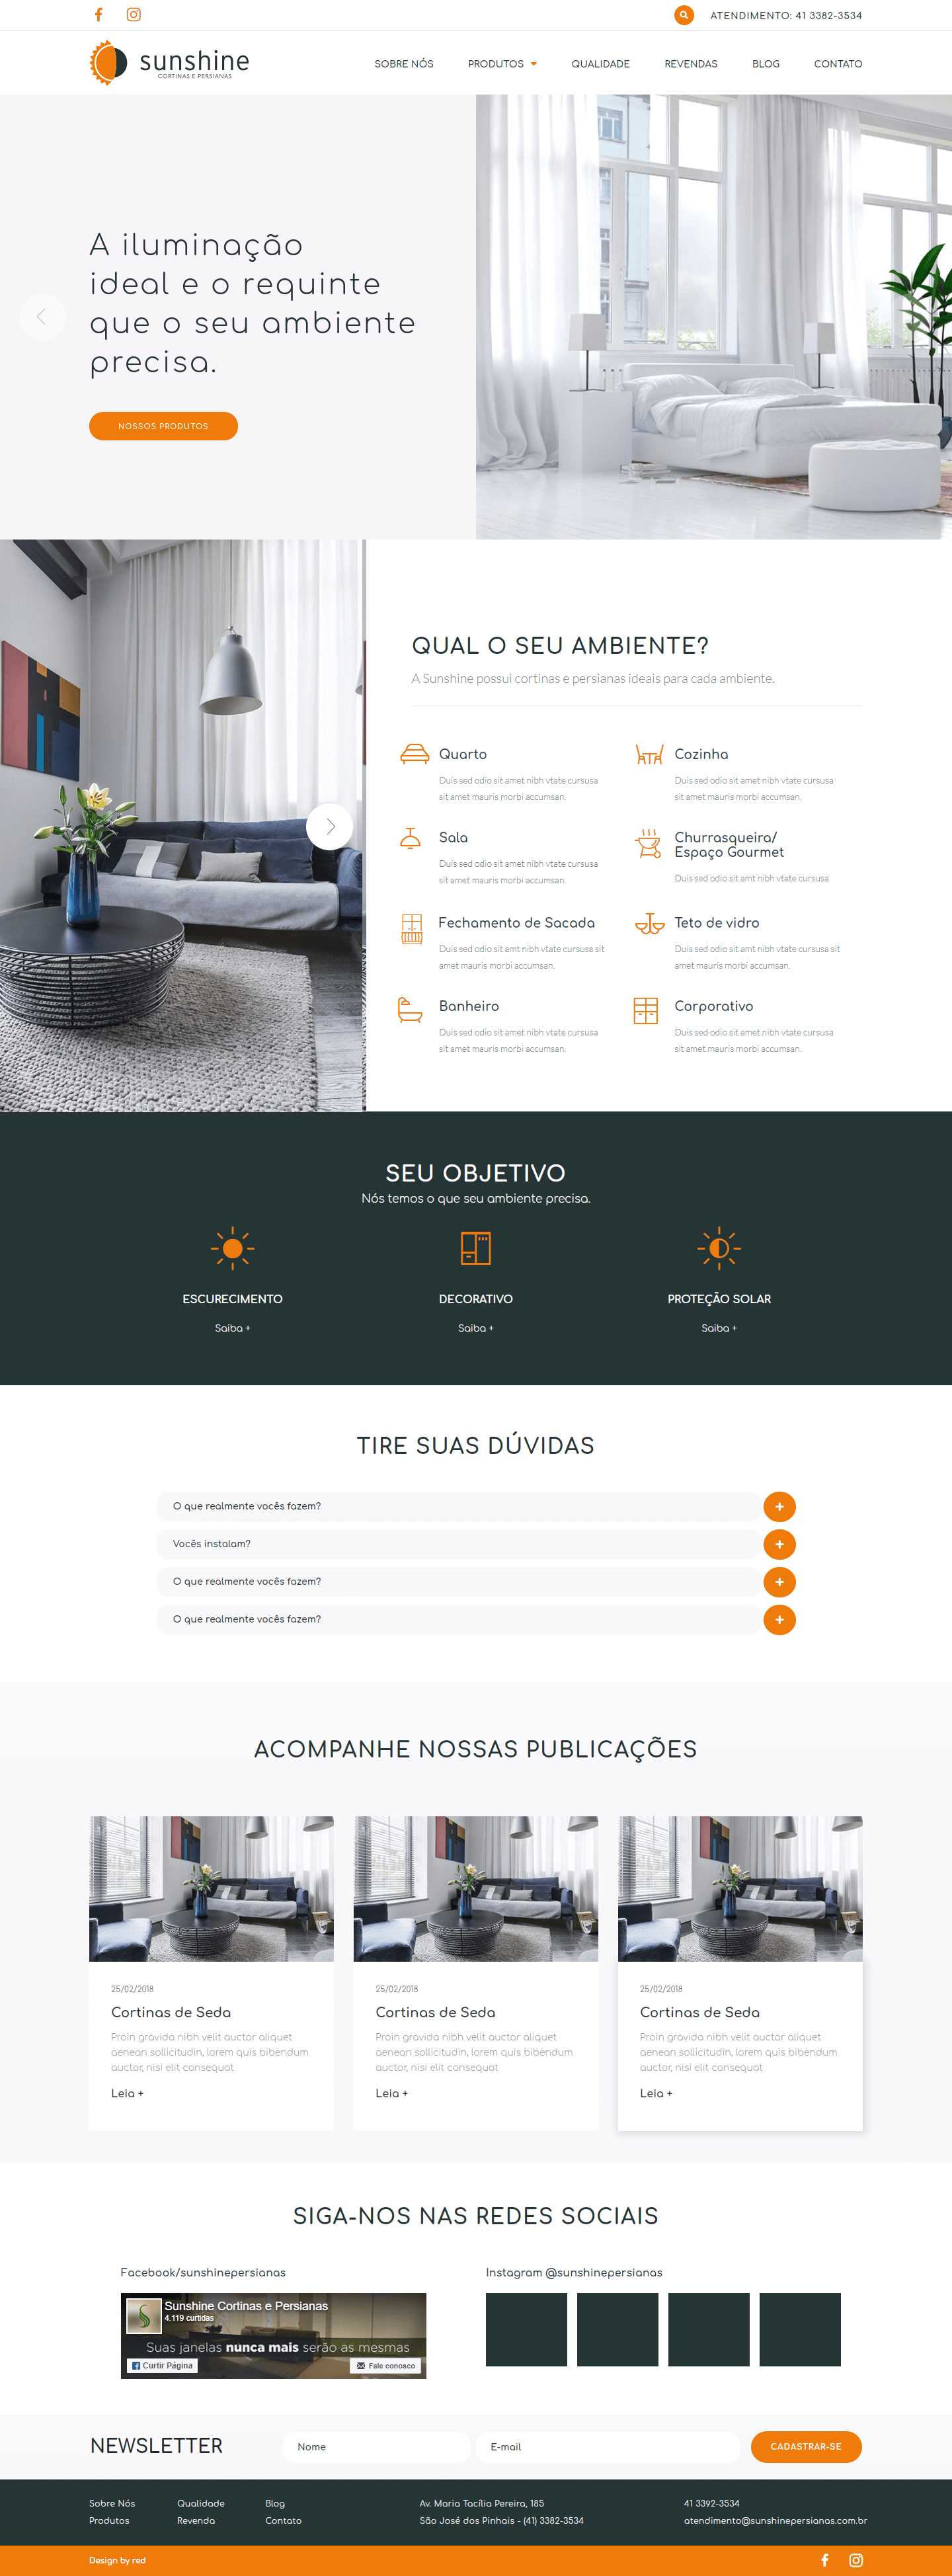 ATENDIMENTO: 41 3382-3534
sunshine
CORTINAS E PERSIANAS
SOBRE NÓS
PRODUTOS
QUALIDADE
REVENDAS
BLOG
CONTATO
A iluminação
ideal e o requinte
que o seu ambiente
precisa.
NOSSOS PRODUTOS
QUAL O SEU AMBIENTE?
A Sunshine possui cortinas e persianas ideais para cada ambiente.
Quarto
Duis sed odio sit amet nibh vtate cursusa
sit amet mauris morbi accumsan.
Cozinha
Duis sed odio sit amet nibh vtate cursusa
sit amet mauris morbi accumsan.
Sala
Duis sed odio sit amet nibh vtate cursusa
sit amet mauris morbi accumsan.
Churrasqueira/
Espaço Gourmet
Duis sed odio sit amt nibh vtate cursusa
Fechamento de Sacada
Duis sed odio sit amt nibh vtate cursusa sit
amet mauris morbi accumsan.
Teto de vidro
Duis sed odio sit amt nibh vtate cursusa sit
amet mauris morbi accumsan.
Banheiro
Duis sed odio sit amet nibh vtate cursusa
sit amet mauris morbi accumsan.
Corporativo
Duis sed odio sit amet nibh vtate cursusa
sit amet mauris morbi accumsan.
SEU OBJETIVO
Nós temos o que seu ambiente precisa.
ESCURECIMENTO
Saiba +
DECORATIVO
Saiba +
PROTEÇÃO SOLAR
Saiba +
TIRE SUAS DÚVIDAS
O que realmente vocês fazem?
+
Vocês instalam?
+
O que realmente vocês fazem?
+
O que realmente vocês fazem?
+
ACOMPANHE NOSSAS PUBLICAÇÕES
25/02/2018
Cortinas de Seda
Proin gravida nibh velit auctor aliquet
aenean sollicitudin, lorem quis bibendum
auctor, nisi elit consequat
Leia +
25/02/2018
Cortinas de Seda
Proin gravida nibh velit auctor aliquet
aenean sollicitudin, lorem quis bibendum
auctor, nisi elit consequat
Leia +
25/02/2018
Cortinas de Seda
Proin gravida nibh velit auctor aliquet
aenean sollicitudin, lorem quis bibendum
auctor, nisi elit consequat
Leia +
SIGA-NOS NAS REDES SOCIAIS
Facebook/sunshinepersianas
Sunshine Cortinas e Persianas
4.119 curtidas
Suas janelas nunca mais serão as mesmas
Curtir Página
Fale conosco
Instagram @sunshinepersianas
NEWSLETTER
Nome
E-mail
CADASTRAR-SE
Sobre Nós
Produtos
Qualidade
Revenda
Blog
Contato
Av. Maria Tacília Pereira, 185
São José dos Pinhais - (41) 3382-3534
41 3392-3534
atendimento@sunshinepersianas.com.br
Design by red